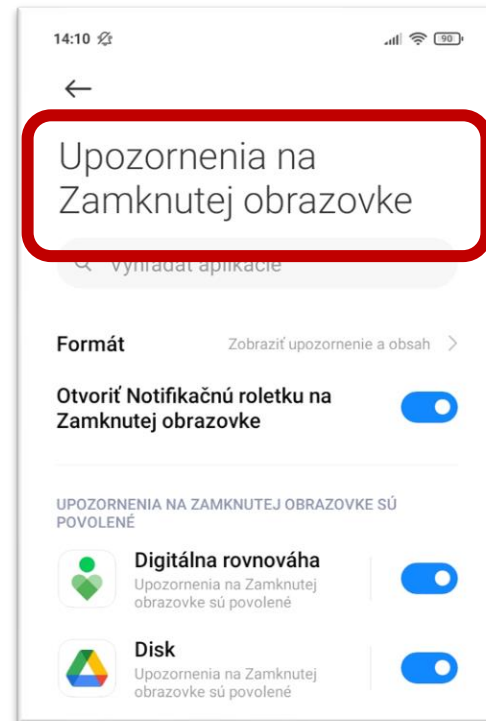 14:10
90
Upozornenia na
Zamknutej obrazovke
Vyhľadať aplikácie
Formát
Zobraziť upozornenie a obsah
Otvoriť Notifikačnú roletku na
Zamknutej obrazovke
UPOZORNENIA NA ZAMKNUTEJ OBRAZOVKE SÚ
POVOLENÉ
Digitálna rovnováha
Upozornenia na Zamknutej
obrazovke sú povolené
Disk
Upozornenia na Zamknutej
obrazovke sú povolené